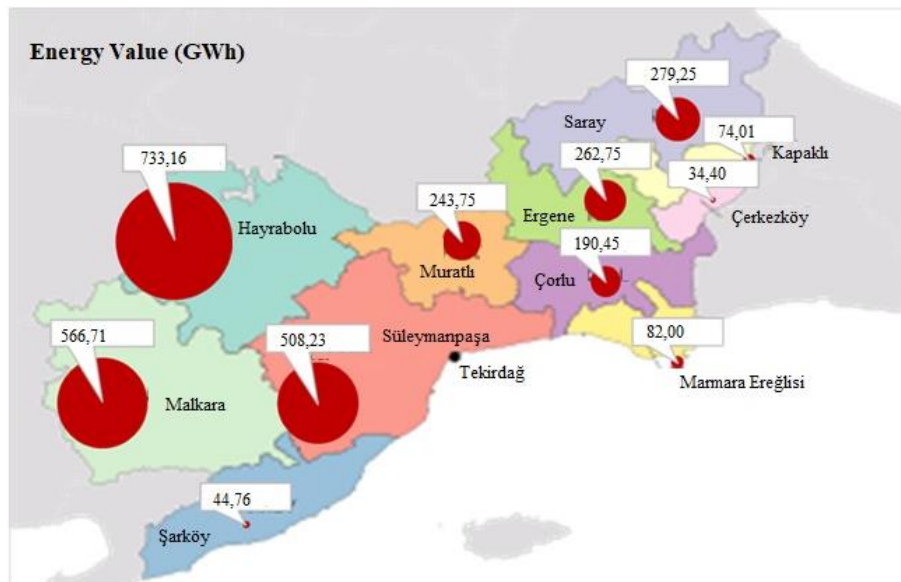 Energy Value (GWh)
279,25
Saray
74,01
Kapaklı
733,16
262,75
34,40
Hayrabolu
243,75
Ergene
Çerkezköy
190,45
Muratlı
Çorlu
566,71
508,23
Süleymanpaşa
82,00
Tekirdağ
Marmara Ereğlisi
Malkara
44,76
Şarköy